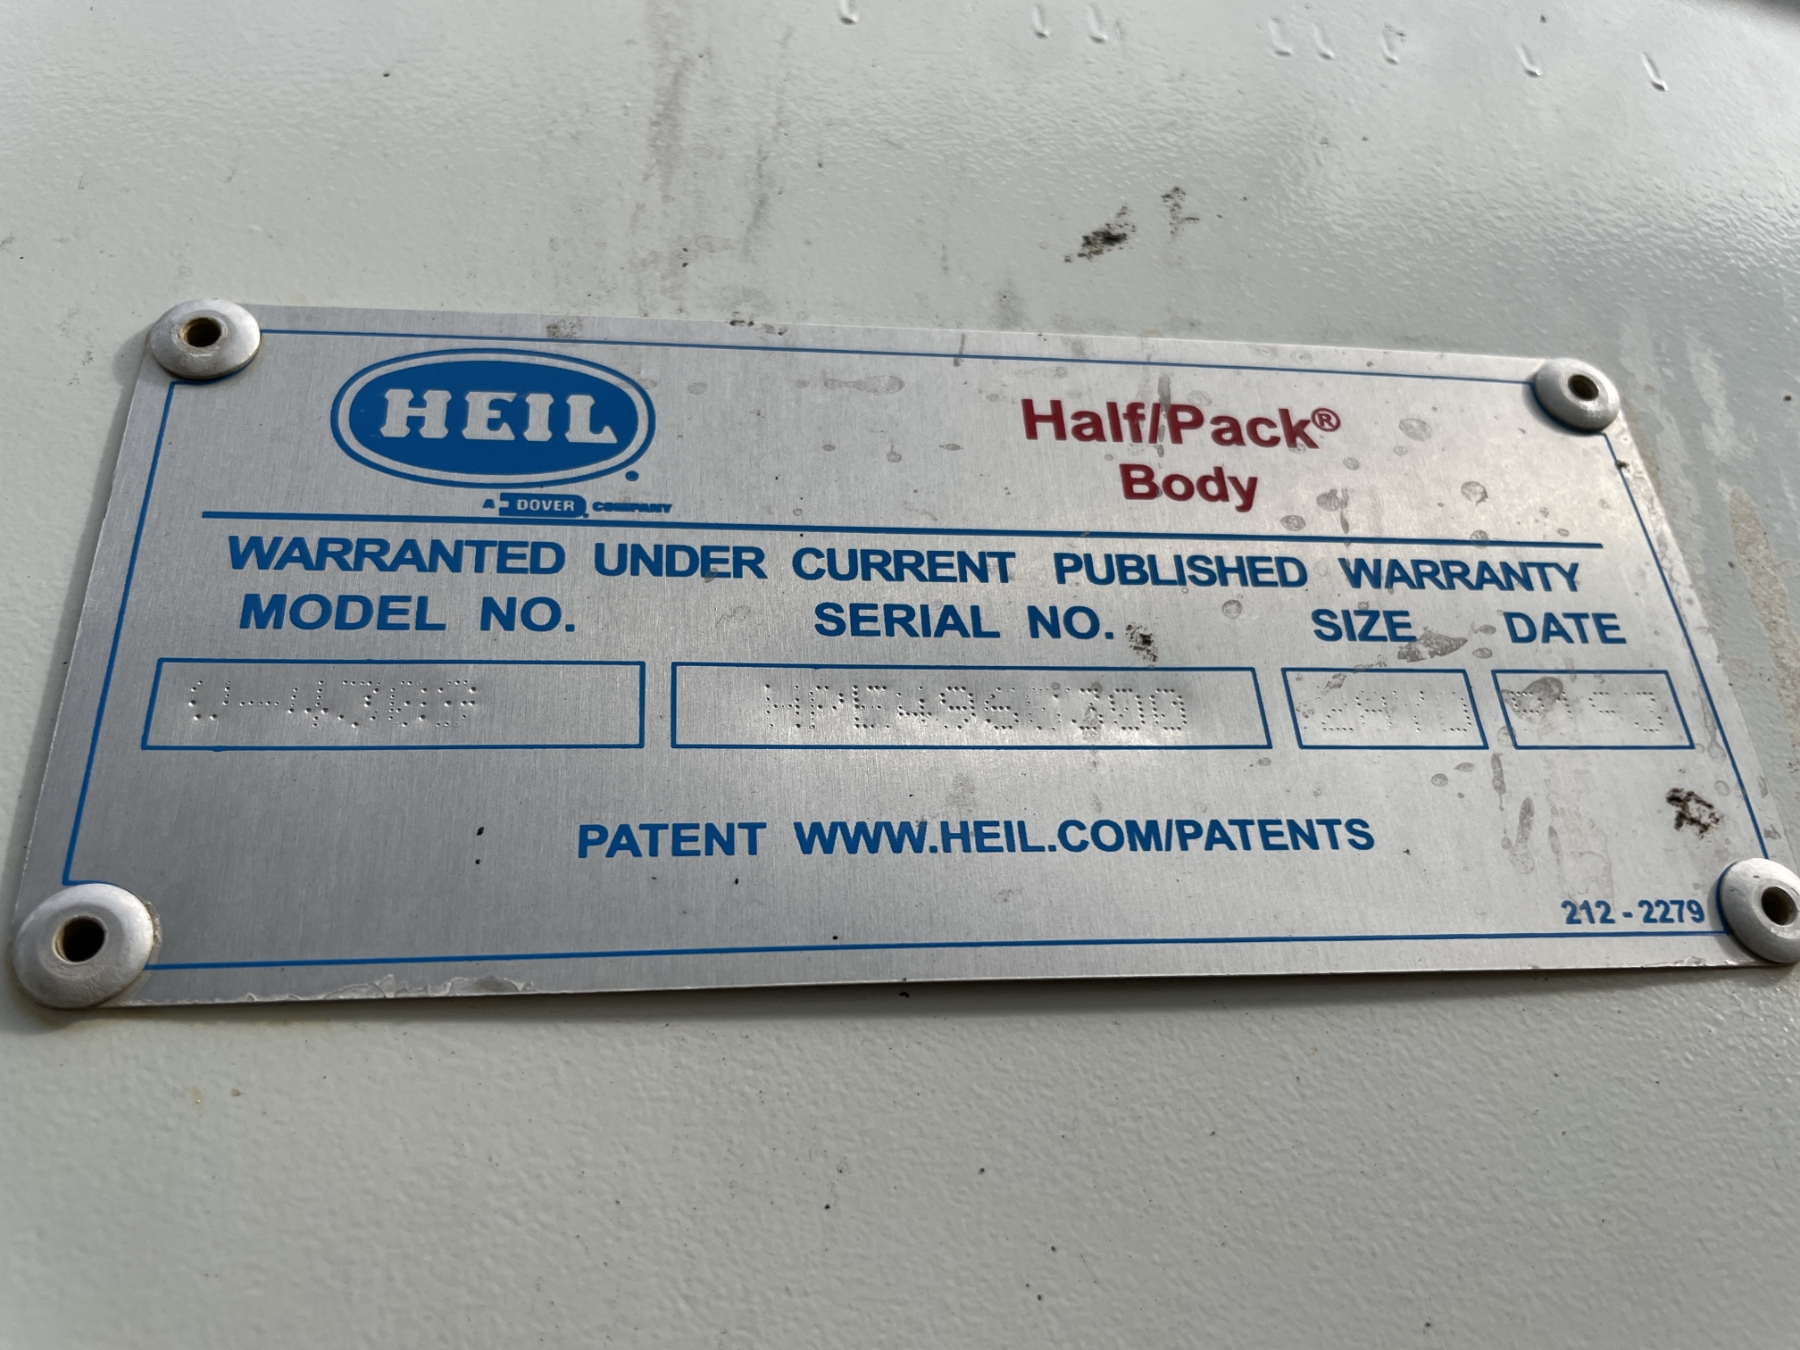 HEIL
A DOVER COMPANY
Half/Pack®
Body
WARRANTED UNDER CURRENT PUBLISHED WARRANTY
MODEL NO. SERIAL NO. SIZE DATE
PATENT WWW.HEIL.COM/PATENTS
212 - 2279